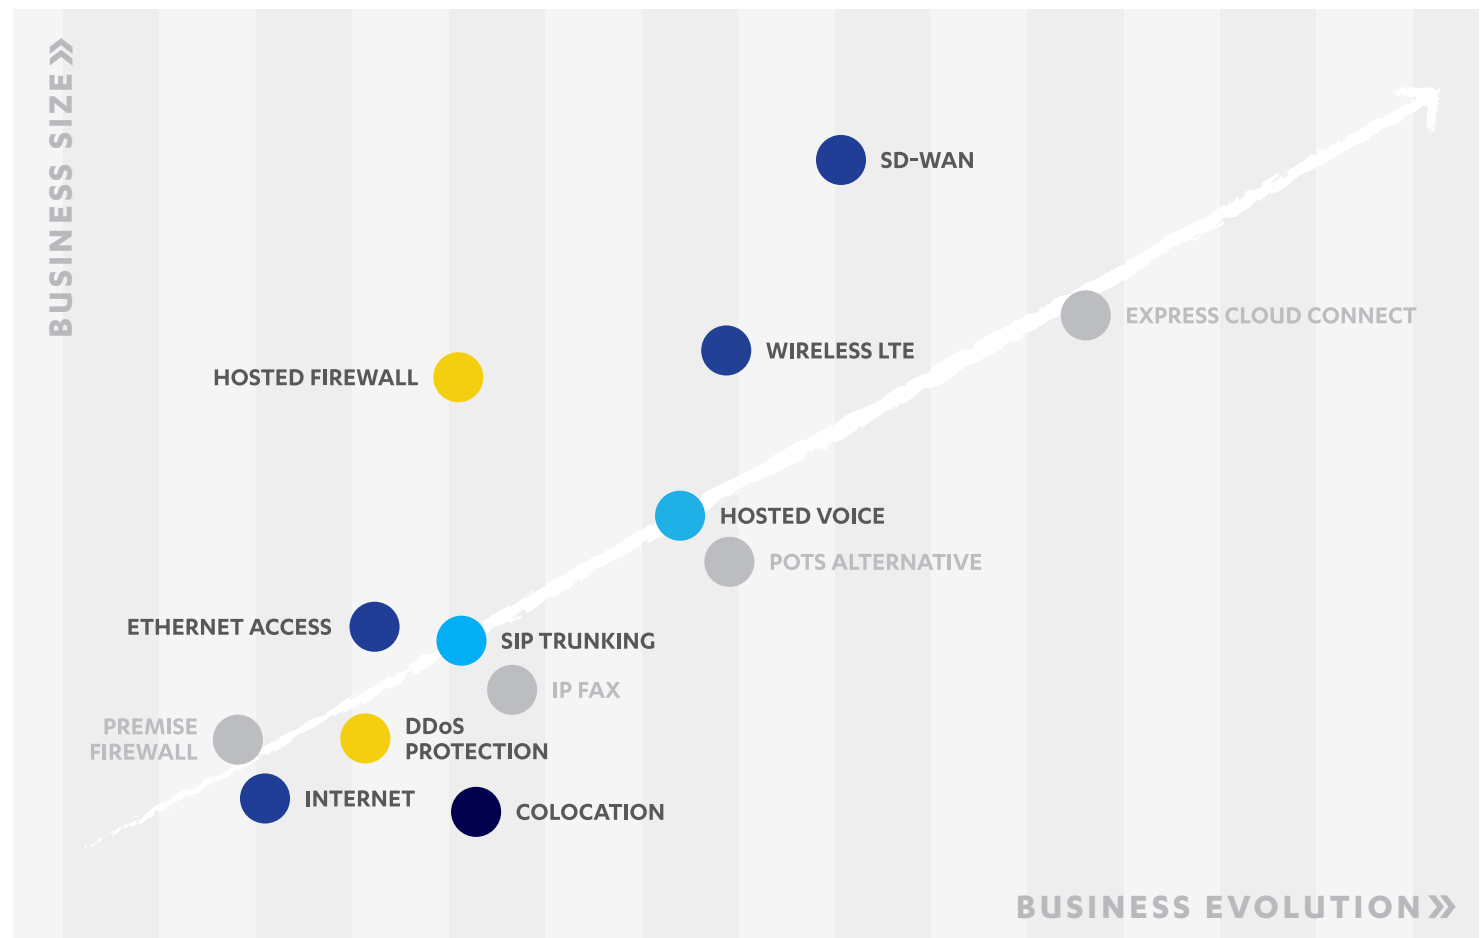 BUSINESS SIZE
SD-WAN
EXPRESS CLOUD CONNECT
WIRELESS LTE
HOSTED FIREWALL
HOSTED VOICE
POTS ALTERNATIVE
ETHERNET ACCESS
SIP TRUNKING
IP FAX
PREMISE
FIREWALL
DDoS
PROTECTION
INTERNET
COLOCATION
BUSINESS EVOLUTION